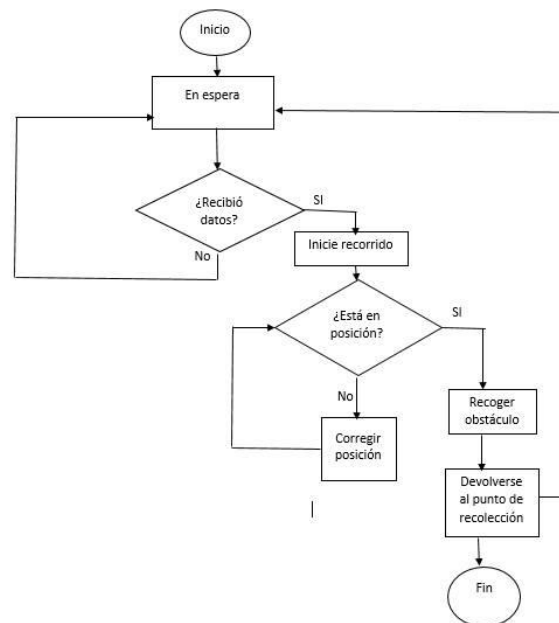 Inicio
En espera
¿Recibió
datos?
SI
No
Inicie recorrido
¿Está en
posición?
SI
No
Recoger
obstáculo
Corregir
posición
Devolverse
al punto de
recolección
Fin